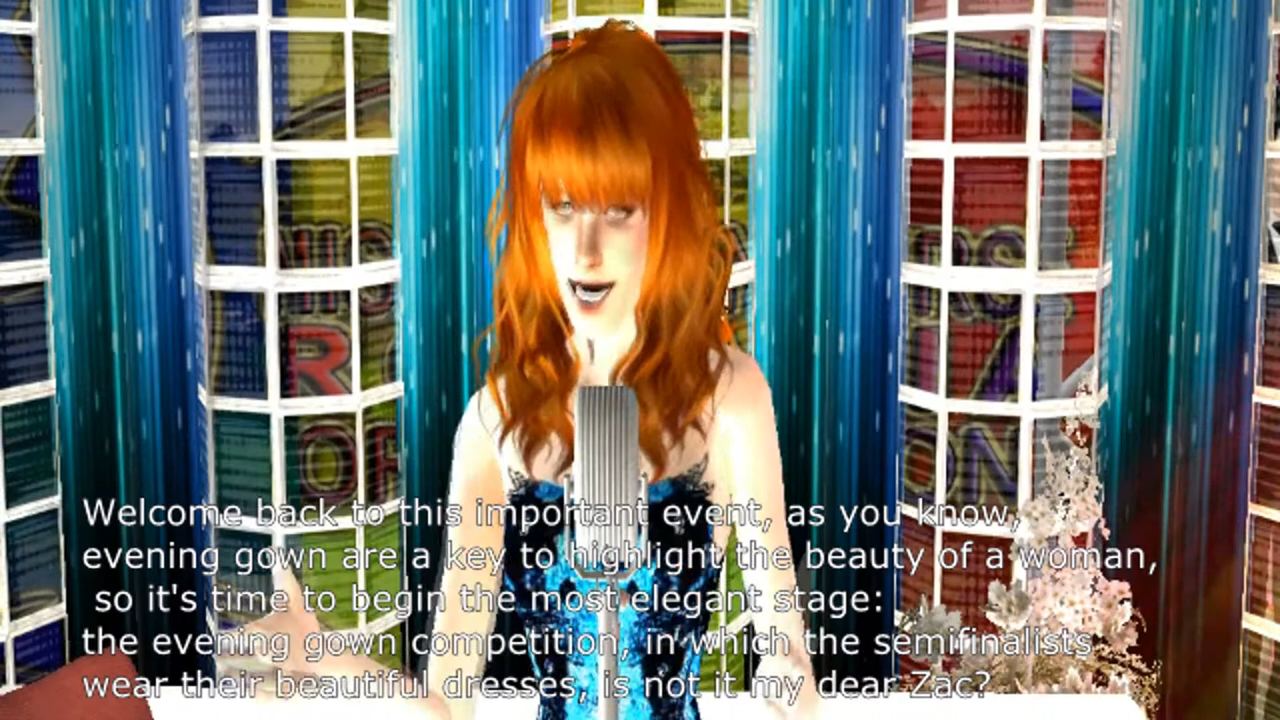 Welcome back to this important event, as you know,
evening gown are a key to highlight the beauty of a woman,
so it's time to begin the most elegant stage:
the evening gown competition, in which the semifinalists
wear their beautiful dresses, is not it my dear Zac?